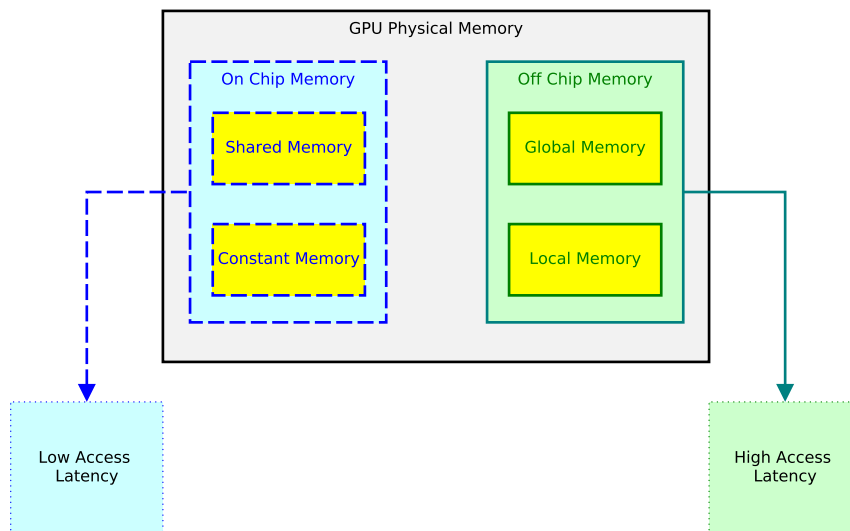 GPU Physical Memory
On Chip Memory
Shared Memory
Constant Memory
Off Chip Memory
Global Memory
Local Memory
Low Access
Latency
High Access
Latency